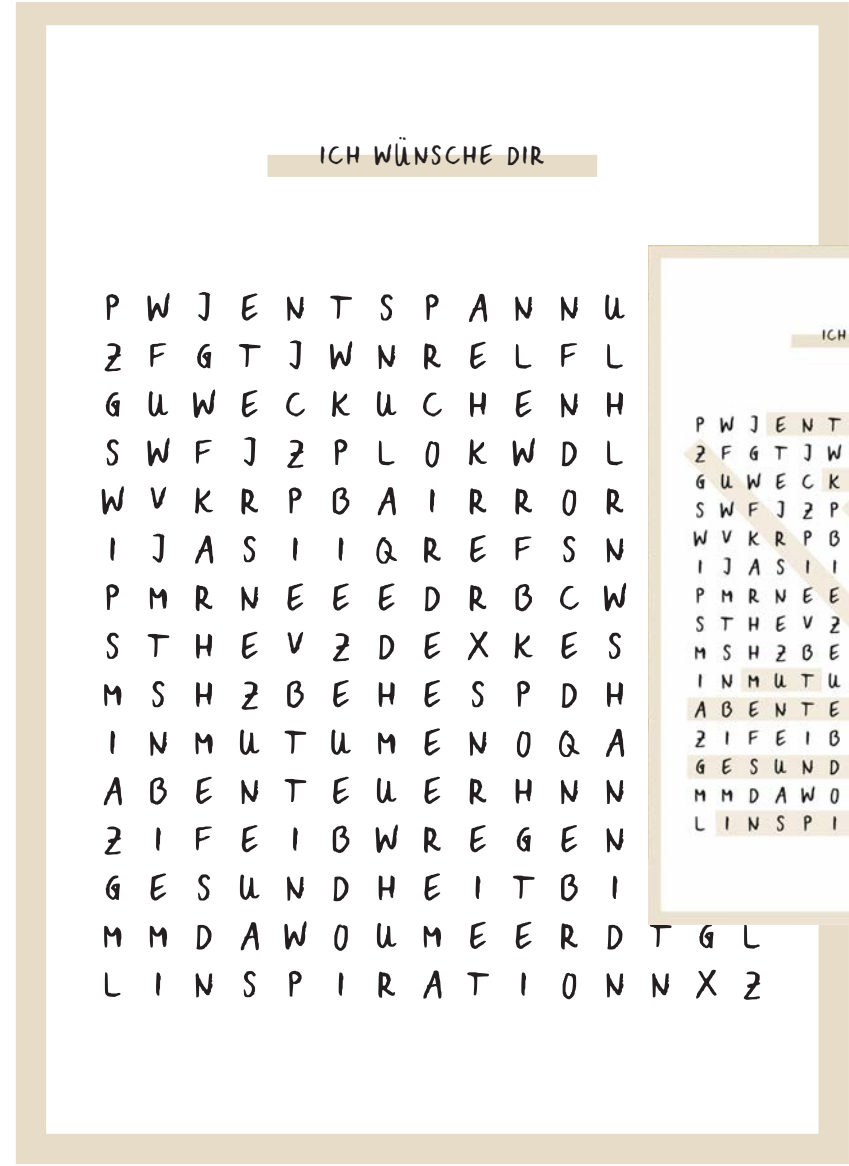 ICH WÜNSCHE DIR
P W J E N T S P A N N U
Z F G T J W N R E L F L
G U W E C K U C H E N H
S W F J Z P L O K W D L
W V K R P B A I R R O R
I J A S I I Q R E F S N
P M R N E E E D R B C W
S T H E V Z D E X K E S
M S H Z B E H E S P D H
I N M U T U M E N O Q A
A B E N T E U E R H N N
Z I F E I B W R E G E N
G E S U N D H E I T B I
M M D A W O U M E E R D T G L
L I N S P I R A T I O N N X Z
ICH
P W J E N T
Z F G T J W
G U W E C K
S W F J Z P
W V K R P B
I J A S I I
P M R N E E
S T H E V Z
M S H Z B E
I N M U T U
A B E N T E
Z I F E I B
G E S U N D
M M D A W O
L I N S P I